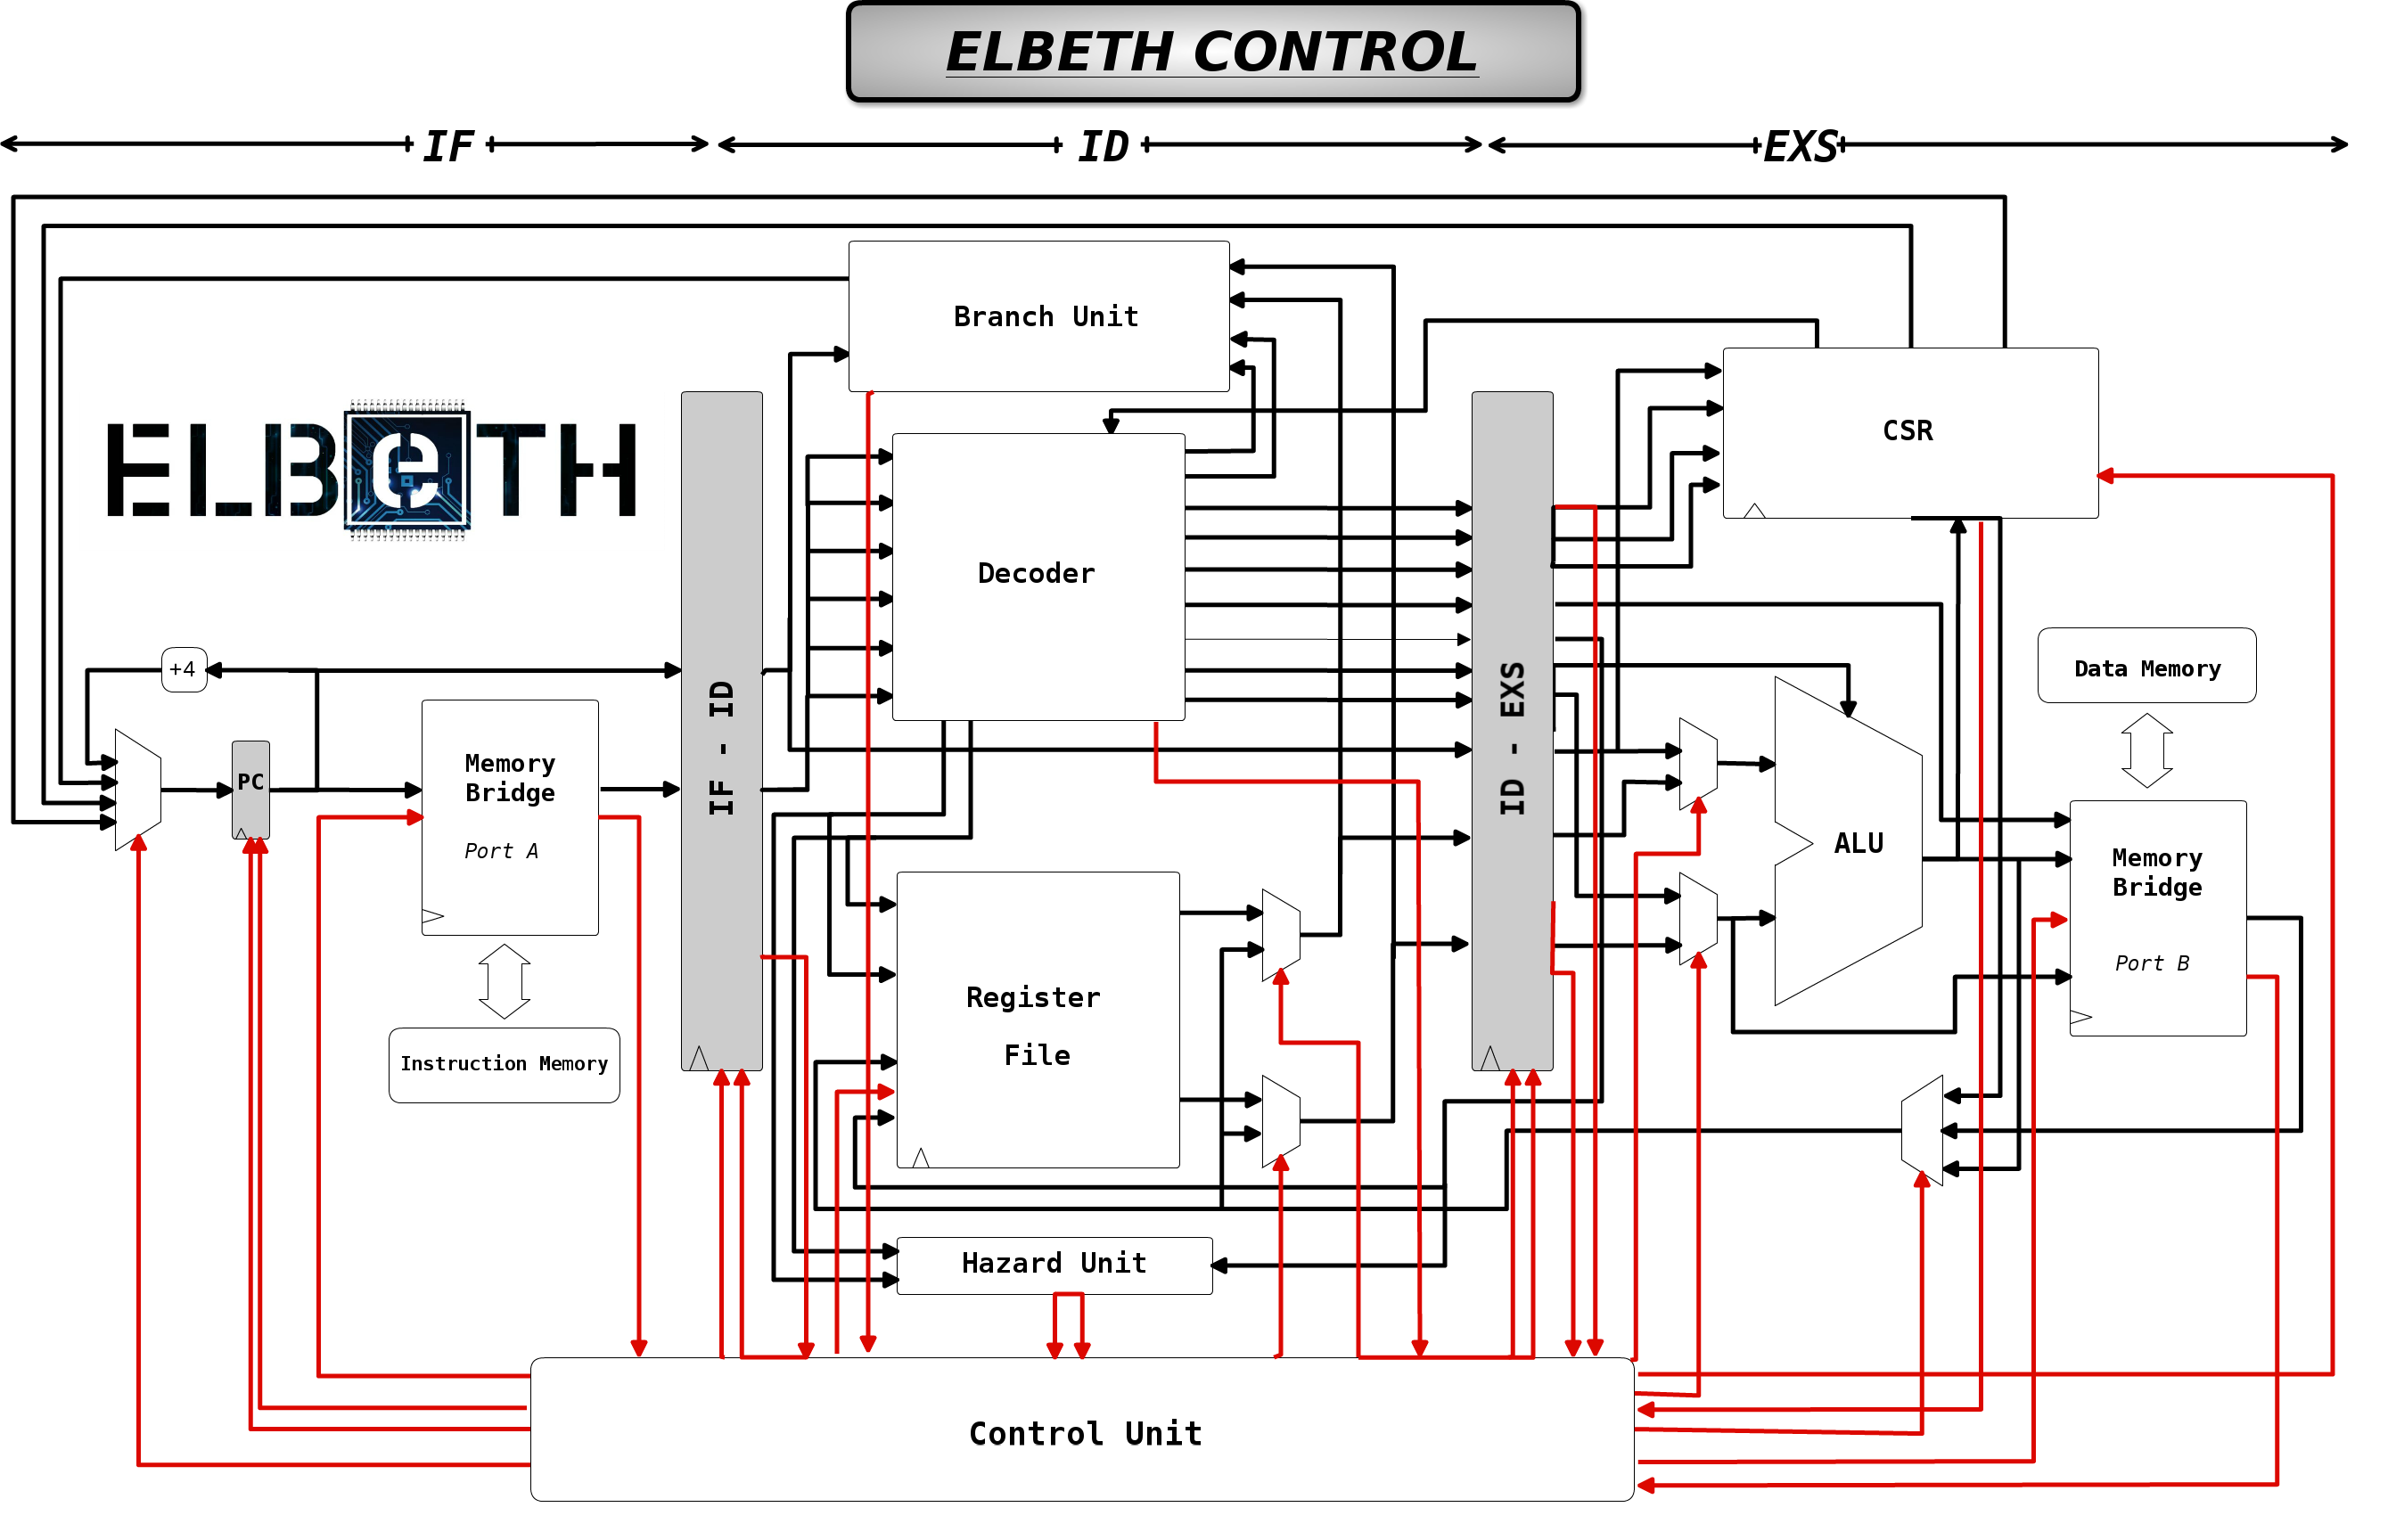 ELBETH CONTROL
IF
ID
EXS
Branch Unit
CSR
ELBeTH
Decoder
+4
Data Memory
IF - ID
ID - EXS
Memory
Bridge
PC
Port A
ALU
Memory
Bridge
Port B
Register
File
Instruction Memory
Hazard Unit
Control Unit